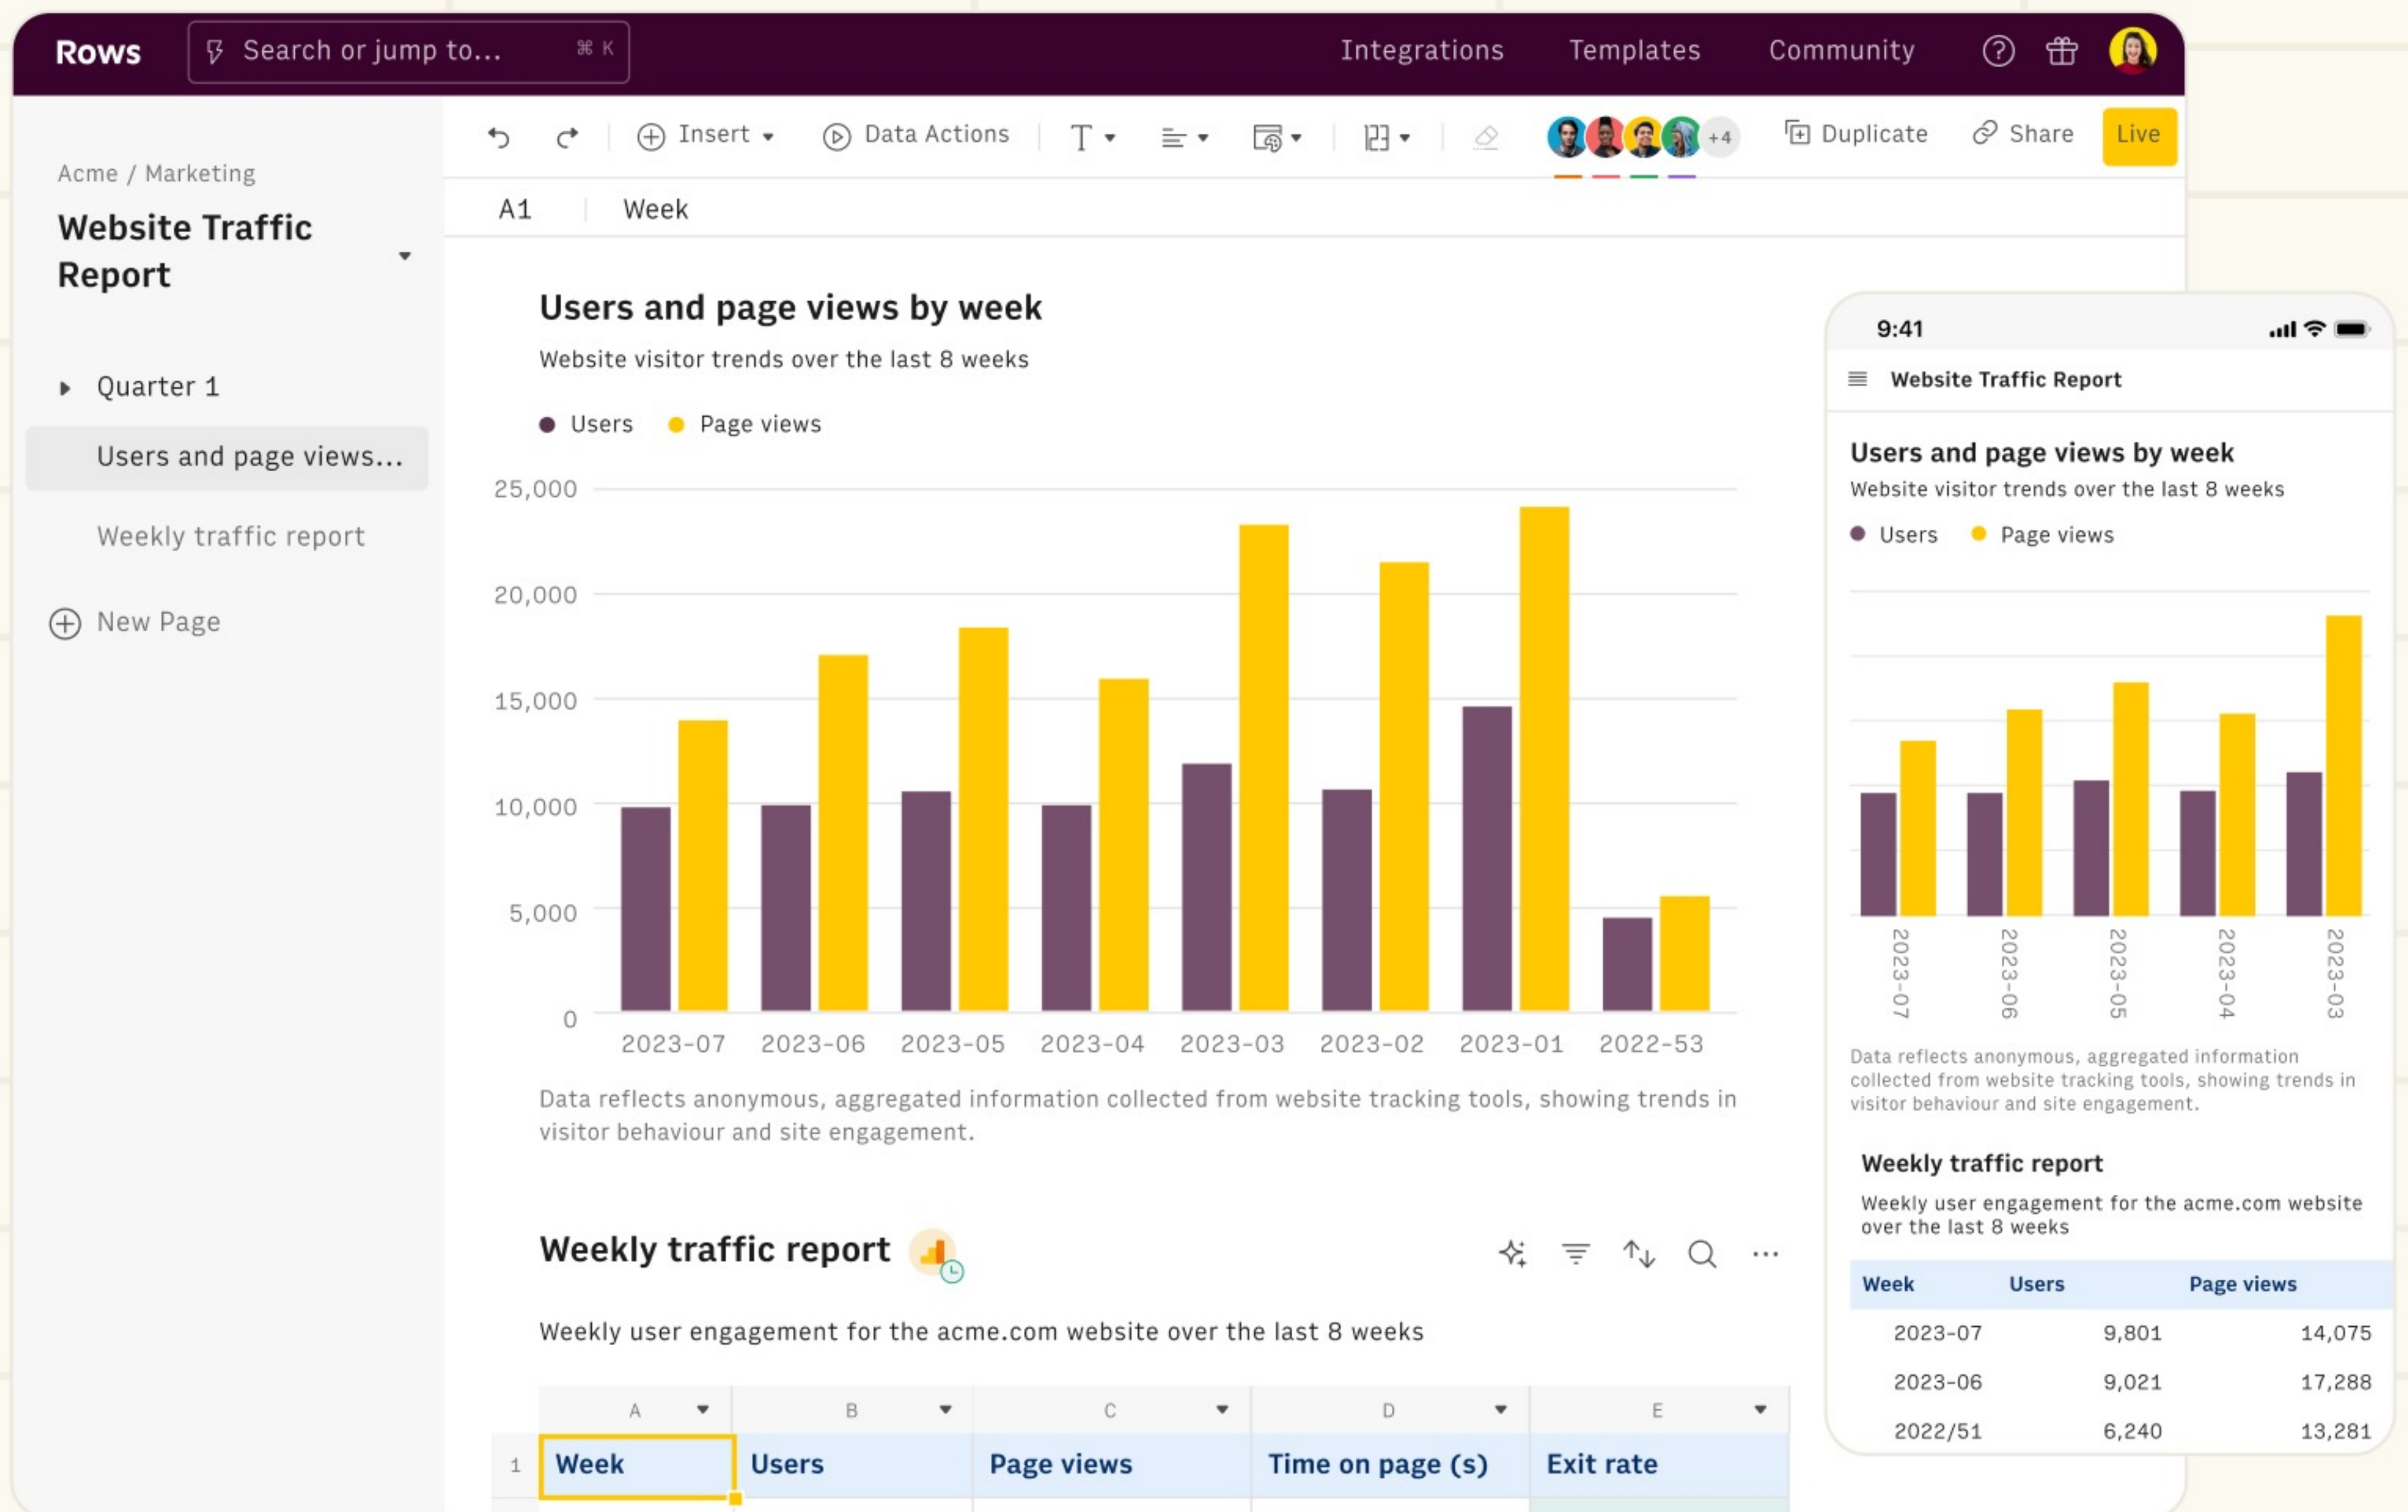 Rows
Search or jump to...
⌘ K
Integrations
Templates
Community
Acme / Marketing
Website Traffic
Report
Quarter 1
Users and page views...
Weekly traffic report
New Page
Insert
Data Actions
T
123
+4
Duplicate
Share
Live
A1
Week
Users and page views by week
Website visitor trends over the last 8 weeks
Users
Page views
25,000
20,000
15,000
10,000
5,000
0
2023-07
2023-06
2023-05
2023-04
2023-03
2023-02
2023-01
2022-53
Data reflects anonymous, aggregated information collected from website tracking tools, showing trends in
visitor behaviour and site engagement.
Weekly traffic report
Weekly user engagement for the acme.com website over the last 8 weeks
A
B
C
D
E
1
Week
Users
Page views
Time on page (s)
Exit rate
9:41
Website Traffic Report
Users and page views by week
Website visitor trends over the last 8 weeks
Users
Page views
2023-07
2023-06
2023-05
2023-04
2023-03
Data reflects anonymous, aggregated information
collected from website tracking tools, showing trends in
visitor behaviour and site engagement.
Weekly traffic report
Weekly user engagement for the acme.com website
over the last 8 weeks
Week Users Page views
2023-07 9,801 14,075
2023-06 9,021 17,288
2022/51 6,240 13,281